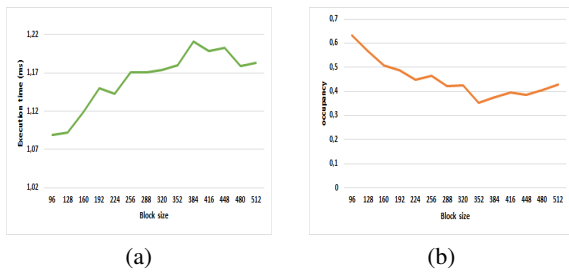 1,22
1,17
1,12
1,07
1,02
Execution time (ms)
96 128 160 192 224 256 288 320 352 384 416 448 480 512
Block size
(a)
0,7
0,6
0,5
0,4
0,3
0,2
0,1
0
occupancy
96 128 160 192 224 256 288 320 352 384 416 448 480 512
Block size
(b)